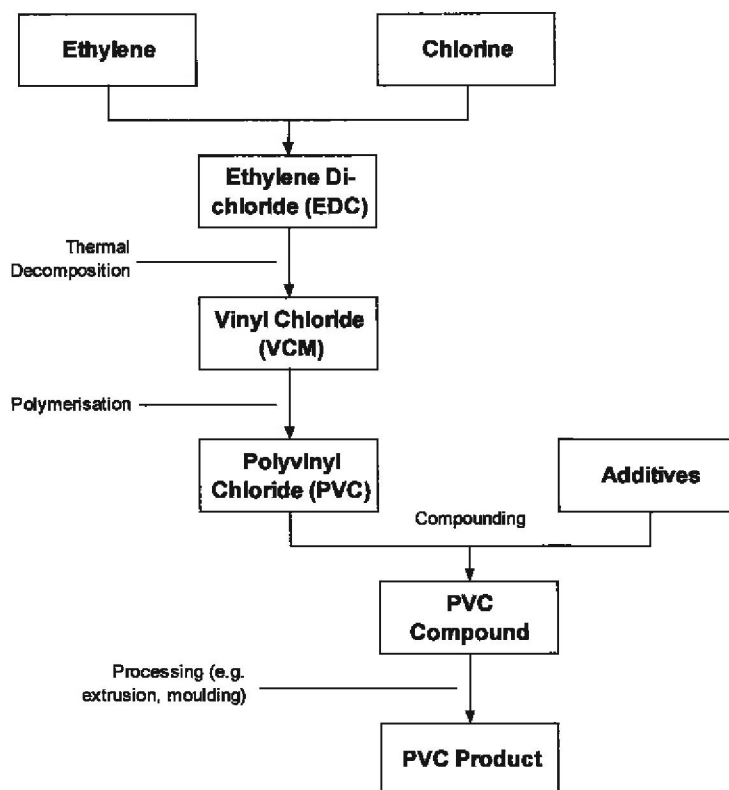 Ethylene
Chlorine
Ethylene Di-
chloride (EDC)
Thermal
Decomposition
Vinyl Chloride
(VCM)
Polymerisation
Polyvinyl
Chloride (PVC)
Additives
Compounding
PVC
Compound
Processing (e.g.
extrusion, moulding)
PVC Product